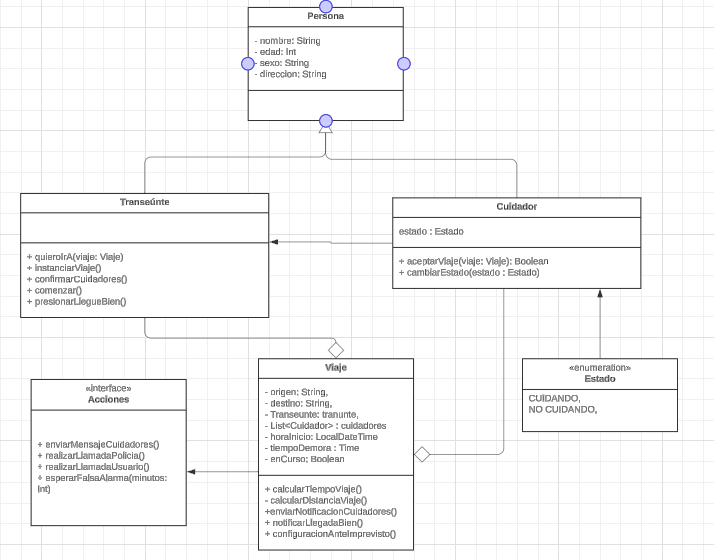 Persona
- nombre: String
- edad: Int
- sexo: String
- direccion: String
Transeúnte
+ quieroIrA(viaje: Viaje)
+ instanciarViaje()
+ confirmarCuidadores()
+ comenzar()
+ presionarLlegueBien()
Cuidador
estado : Estado
+ aceptarViaje(viaje: Viaje): Boolean
+ cambiarEstado(estado : Estado)
«interface»
Acciones
+ enviarMensajeCuidadores()
+ realizarLlamadaPolicia()
+ realizarLlamadaUsuario()
+ esperarFalsaAlarma(minutos:
Int)
Viaje
- origen: String,
- destino: String,
- Transeunte: tranunte,
- List<Cuidador> : cuidadores
- horaInicio: LocalDateTime
- tiempoDemora : Time
- enCurso: Boolean
+ calcularTiempoViaje()
- calcularDistanciaViaje()
+enviarNotificacionCuidadores()
+ notificarLlegadaBien()
+ configuracionAnteImprevisto()
«enumeration»
Estado
CUIDANDO,
NO CUIDANDO,